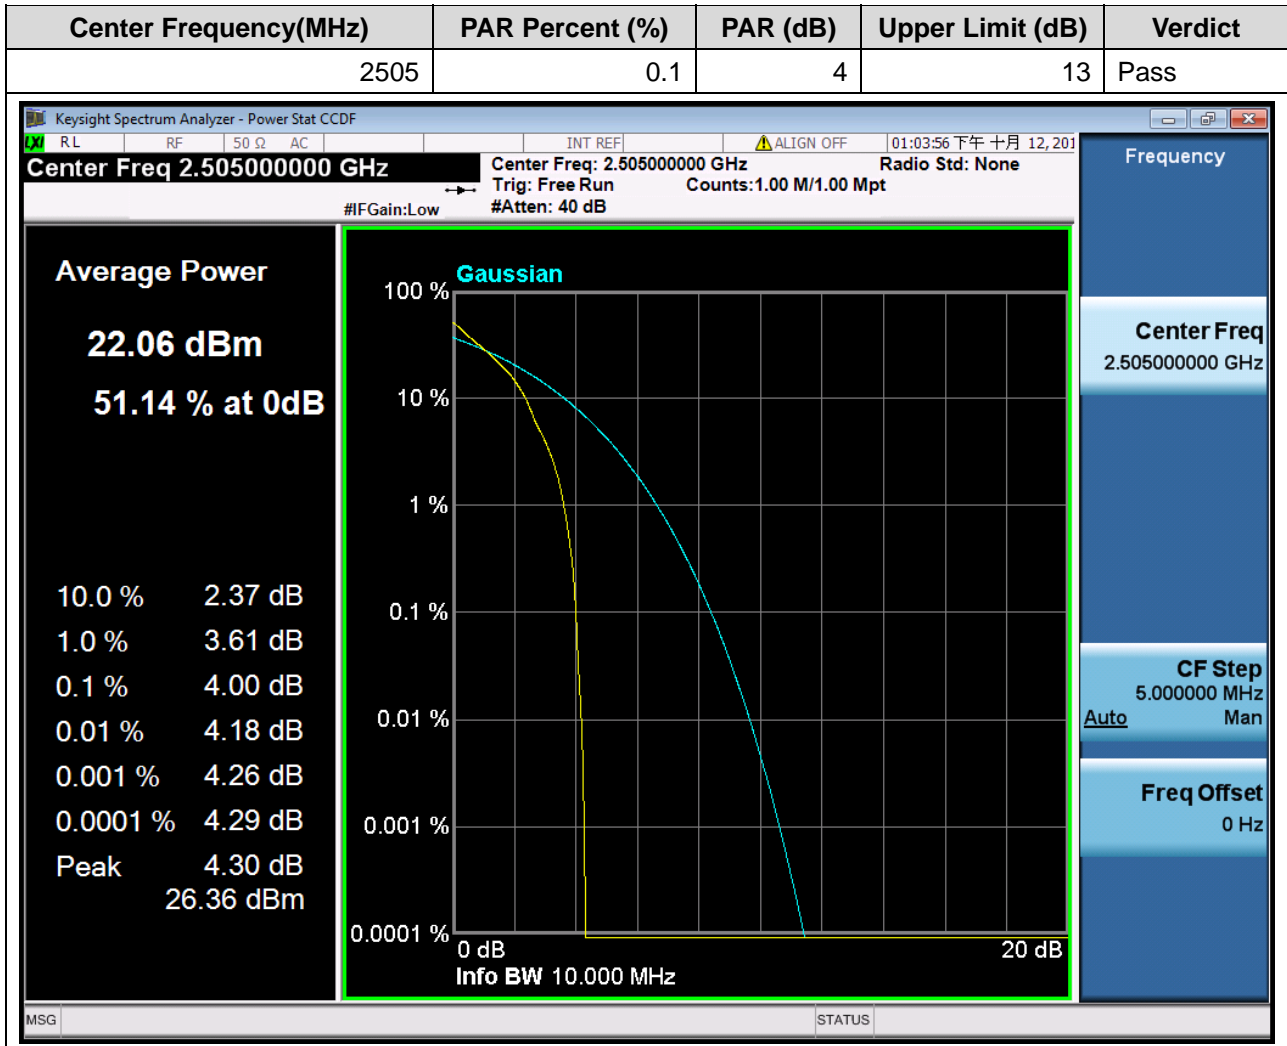 Center Frequency(MHz) PAR Percent (%) PAR (dB) Upper Limit (dB) Verdict
2505 0.1 4 13 Pass
Keysight Spectrum Analyzer - Power Stat CCDF
LXI RL RF 50 Ω AC INT REF ALIGN OFF 01:03:56 下午 十月 12, 201
Center Freq 2.505000000 GHz
#IFGain:Low
Center Freq: 2.505000000 GHz Radio Std: None
Trig: Free Run Counts:1.00 M/1.00 Mpt
#Atten: 40 dB
Average Power
22.06 dBm
51.14 % at 0dB
10.0 % 2.37 dB
1.0 % 3.61 dB
0.1 % 4.00 dB
0.01 % 4.18 dB
0.001 % 4.26 dB
0.0001 % 4.29 dB
Peak 4.30 dB
26.36 dBm
Gaussian
100 %
10 %
1 %
0.1 %
0.01 %
0.001 %
0.0001 %
0 dB 20 dB
Info BW 10.000 MHz
Frequency
Center Freq
2.505000000 GHz
CF Step
5.000000 MHz
Auto Man
Freq Offset
0 Hz
MSG STATUS